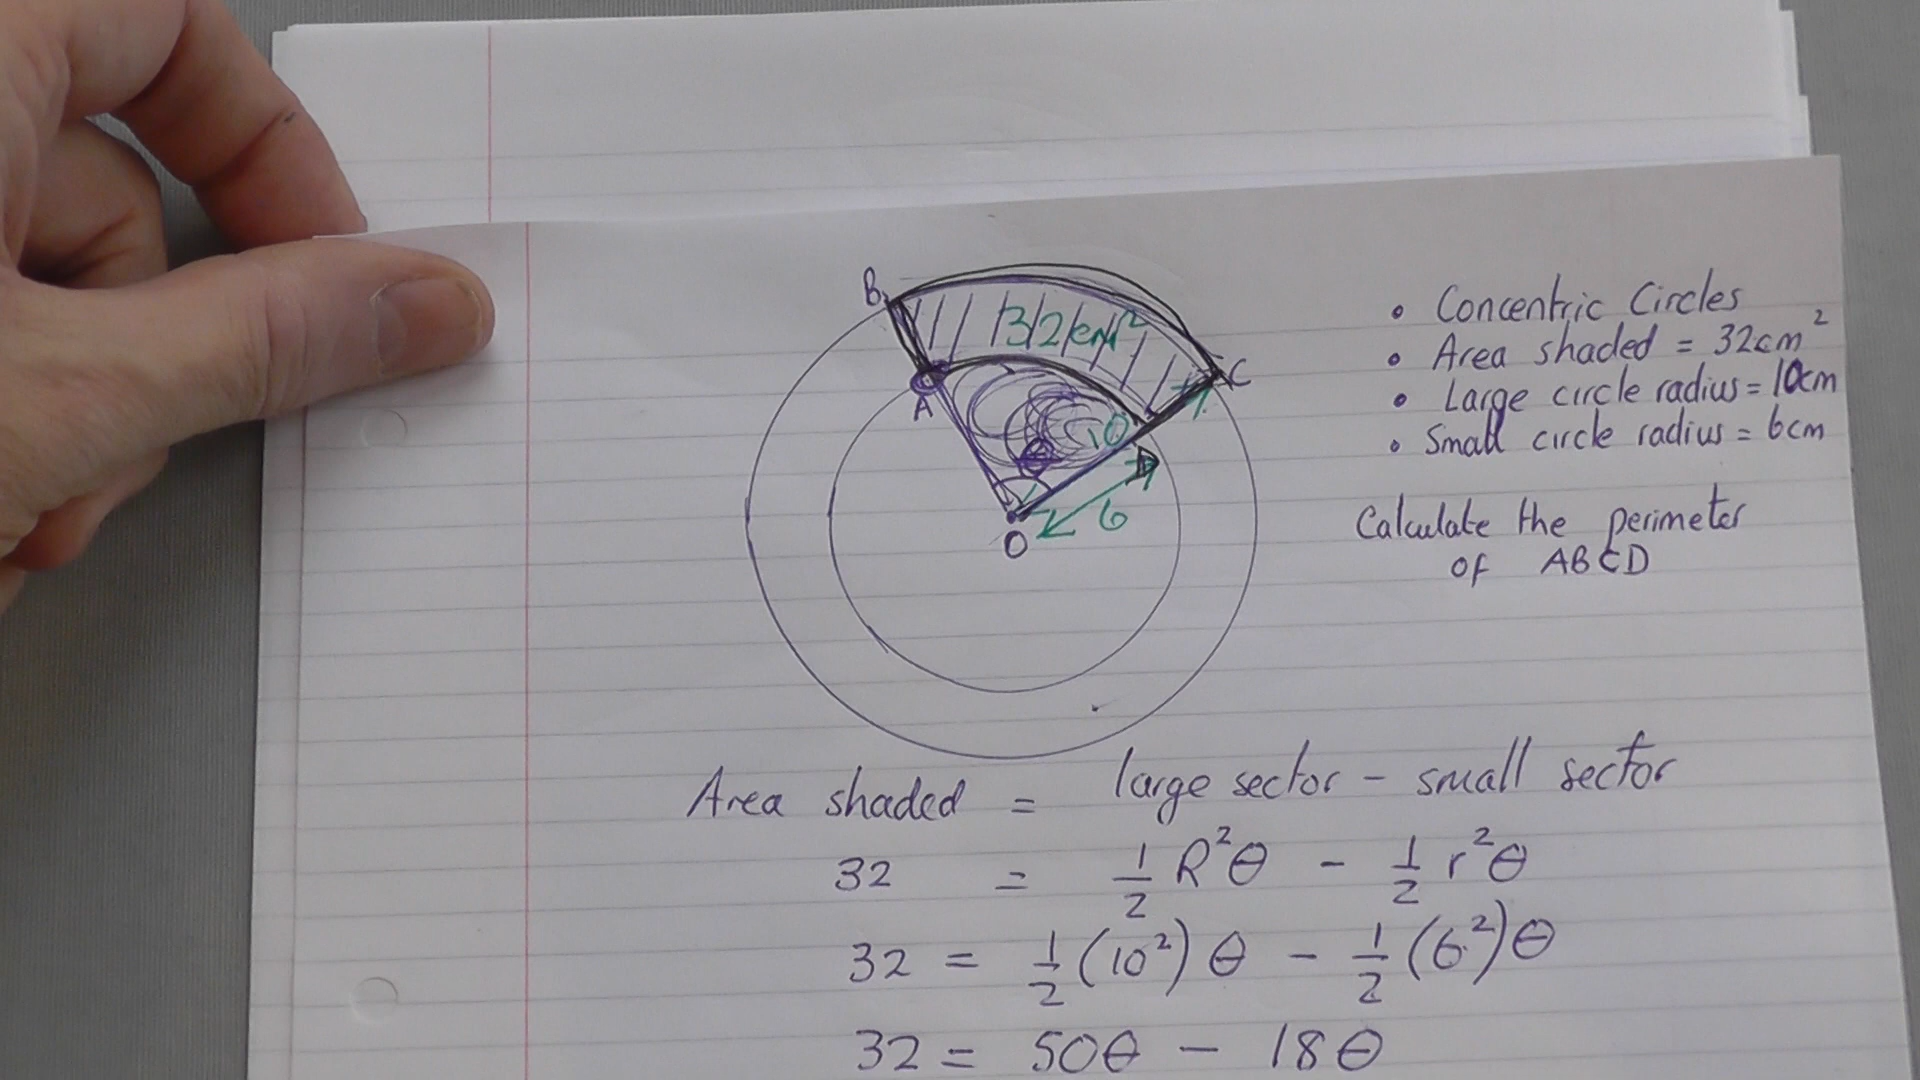 B
32cm²
C
A
10
D
6
O
• Concentric Circles
• Area shaded = 32cm²
• Large circle radius = 10cm
• Small circle radius = 6cm
Calculate the perimeter
of ABCD
Area shaded = large sector - small sector
32 = 1/2 R²θ - 1/2 r²θ
32 = 1/2 (10²) θ - 1/2 (6²)θ
32 = 50θ - 18θ